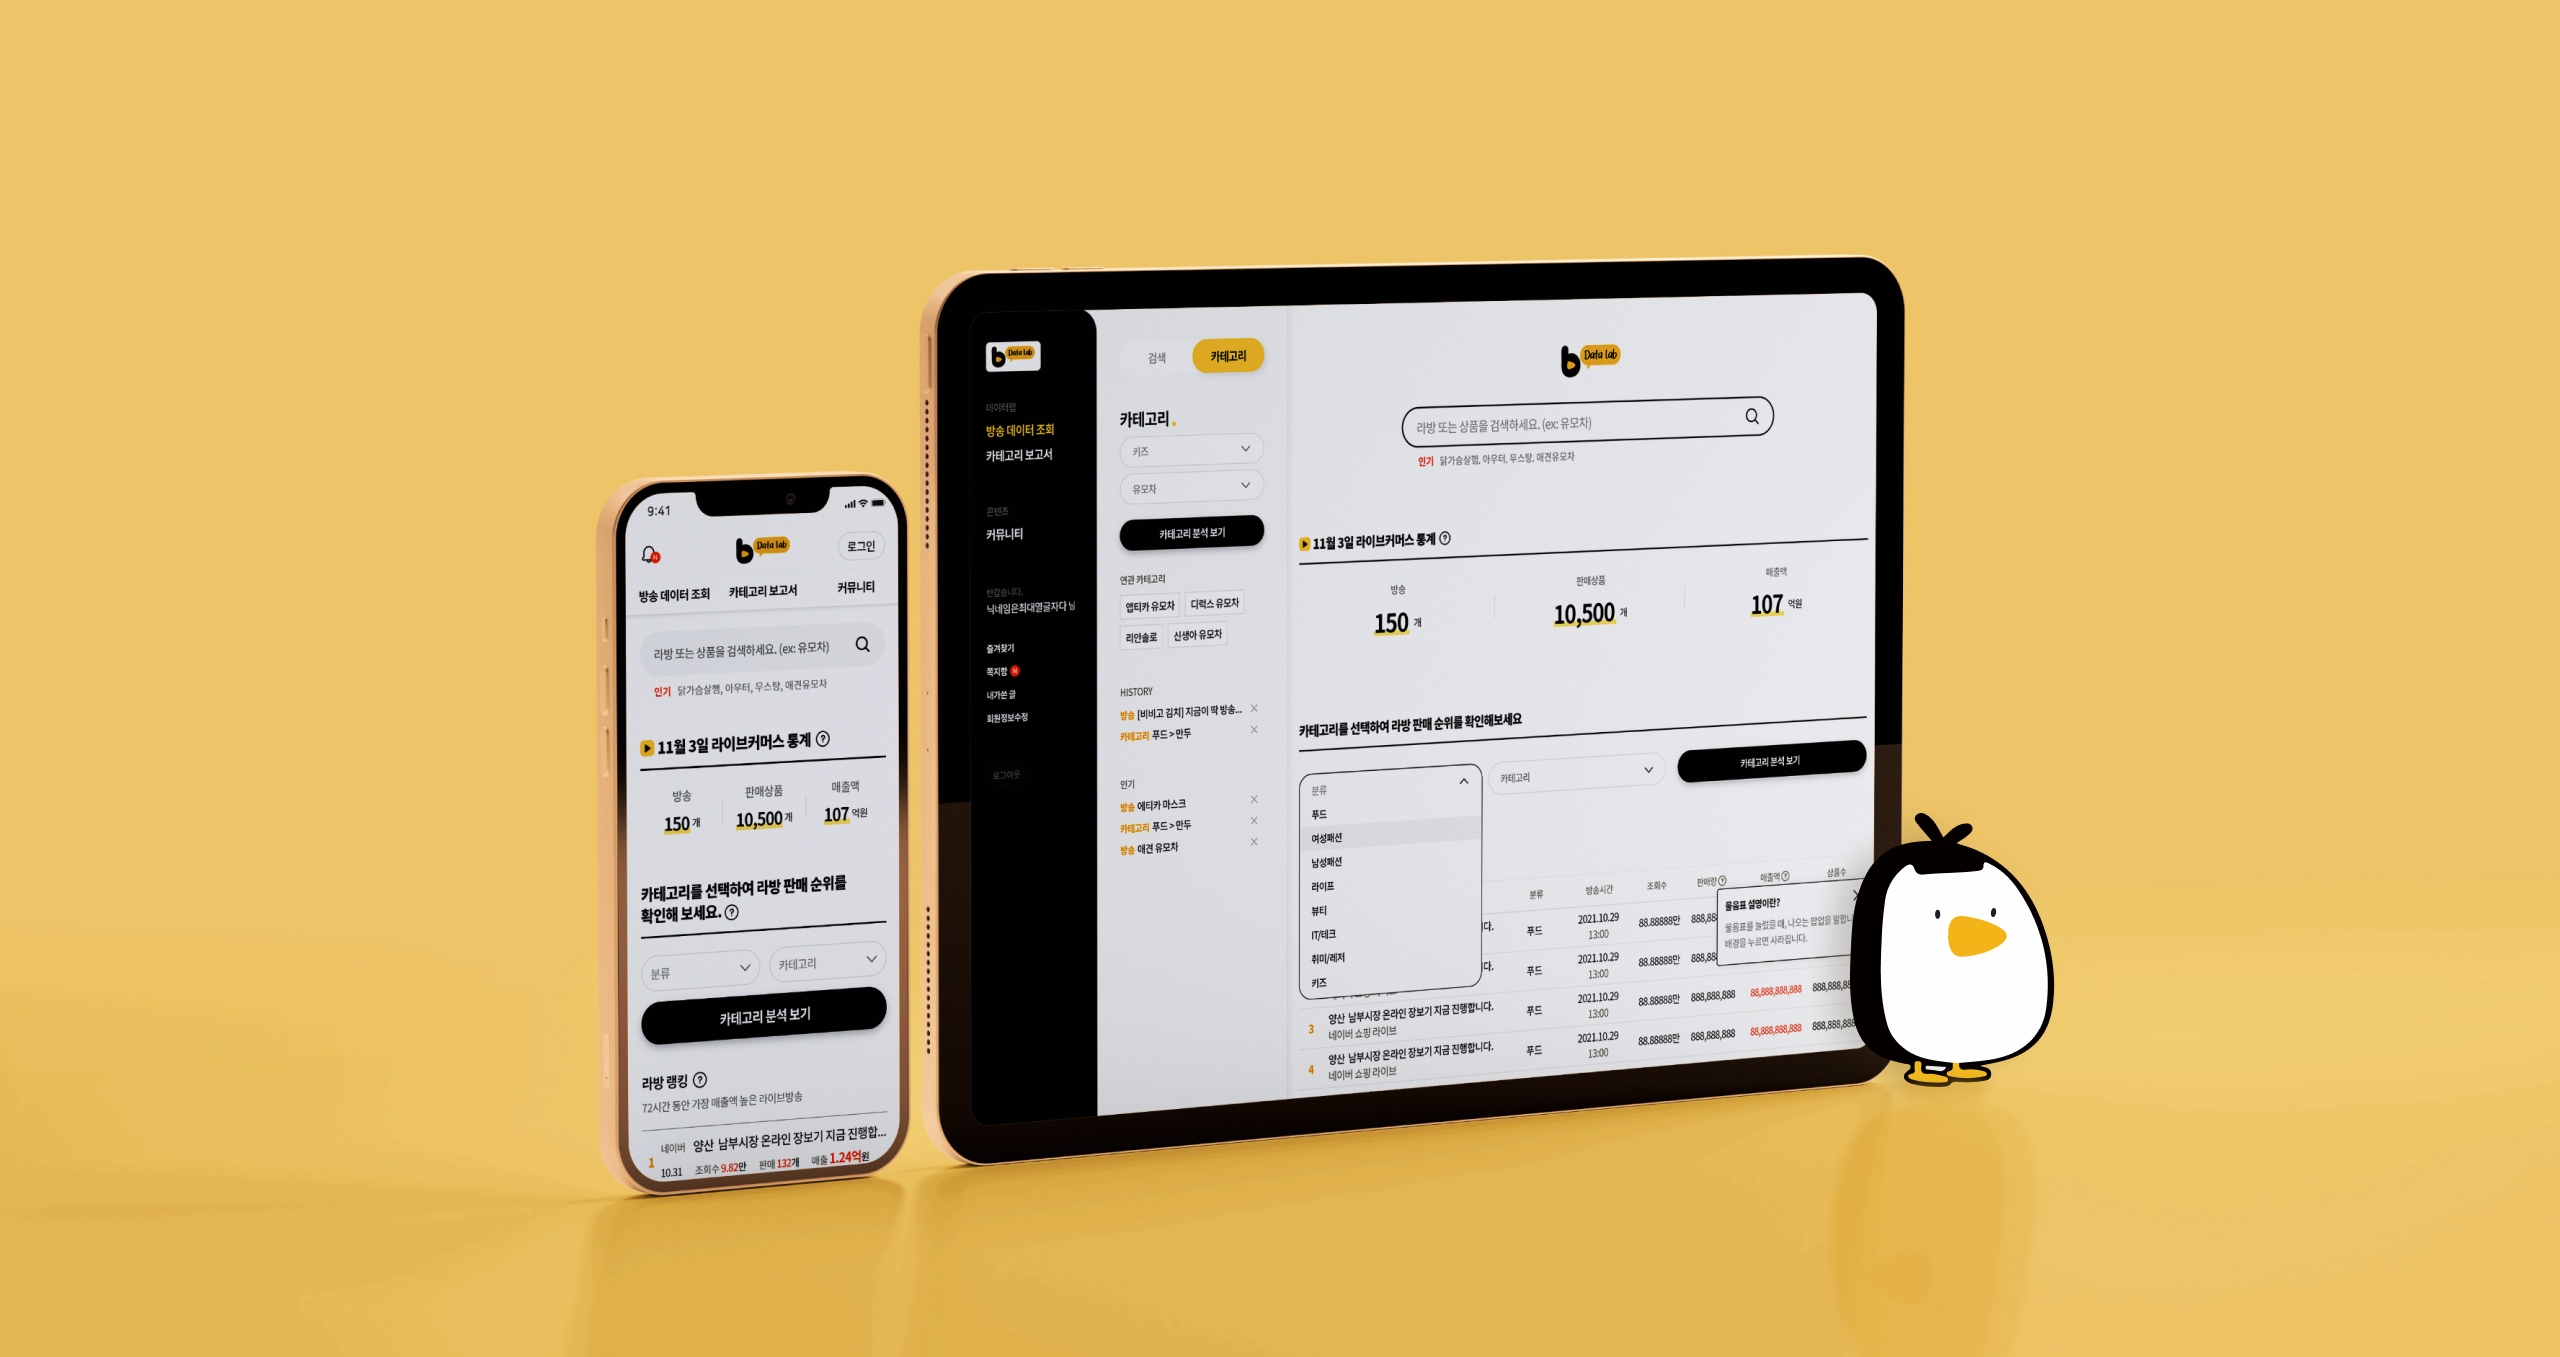 9:41
N
b Data lab
로그인
방송 데이터 조회 카테고리 보고서 커뮤니티
라방 또는 상품을 검색하세요. (ex: 유모차)
인기 닭가슴살햄, 아우터, 무스탕, 애견유모차
11월 3일 라이브커머스 통계 ?
방송 판매상품 매출액
150 개 10,500 개 107 억원
카테고리를 선택하여 라방 판매 순위를
확인해 보세요. ?
분류 카테고리
카테고리 분석 보기
라방 랭킹 ?
72시간 동안 가장 매출액 높은 라이브방송
1 네이버 양산 남부시장 온라인 장보기 지금 진행합...
10.31 조회수 9.82만 판매 132개 매출 1.24억원
b Data lab
데이터랩
방송 데이터 조회
카테고리 보고서
콘텐츠
커뮤니티
반갑습니다.
닉네임은최대열글자다 님
즐겨찾기
쪽지함 N
내가쓴 글
회원정보수정
로그아웃
검색 카테고리
카테고리.
키즈
유모차
카테고리 분석 보기
연관 카테고리
앱티카 유모차 디럭스 유모차
리안솔로 신생아 유모차
HISTORY
방송 [비비고 김치] 지금이 딱 방송...
카테고리 푸드 > 만두
인기
방송 에티카 마스크
카테고리 푸드 > 만두
방송 애견 유모차
b Data lab
라방 또는 상품을 검색하세요. (ex: 유모차)
인기 닭가슴살햄, 아우터, 무스탕, 애견유모차
11월 3일 라이브커머스 통계 ?
방송 판매상품 매출액
150 개 10,500 개 107 억원
카테고리를 선택하여 라방 판매 순위를 확인해보세요
분류 카테고리 카테고리 분석 보기
푸드
여성패션
남성패션
라이프
뷰티
IT/테크
취미/레저
키즈
분류 방송시간 조회수 판매량 ? 매출액 ? 상품수
다. 푸드 2021.10.29 88.88888만 888,88
13:00
다. 푸드 2021.10.29 88.88888만 888,88
13:00
물음표 설명이란?
물음표를 눌렀을 때, 나오는 팝업을 말합니
배경을 누르면 사라집니다.
3 양산 남부시장 온라인 장보기 지금 진행합니다. 푸드 2021.10.29 88.88888만 888,888,888 88,888,888,888 888,888,88
네이버 쇼핑 라이브 13:00
4 양산 남부시장 온라인 장보기 지금 진행합니다. 푸드 2021.10.29 88.88888만 888,888,888 88,888,888,888 888,888,888
네이버 쇼핑 라이브 13:00